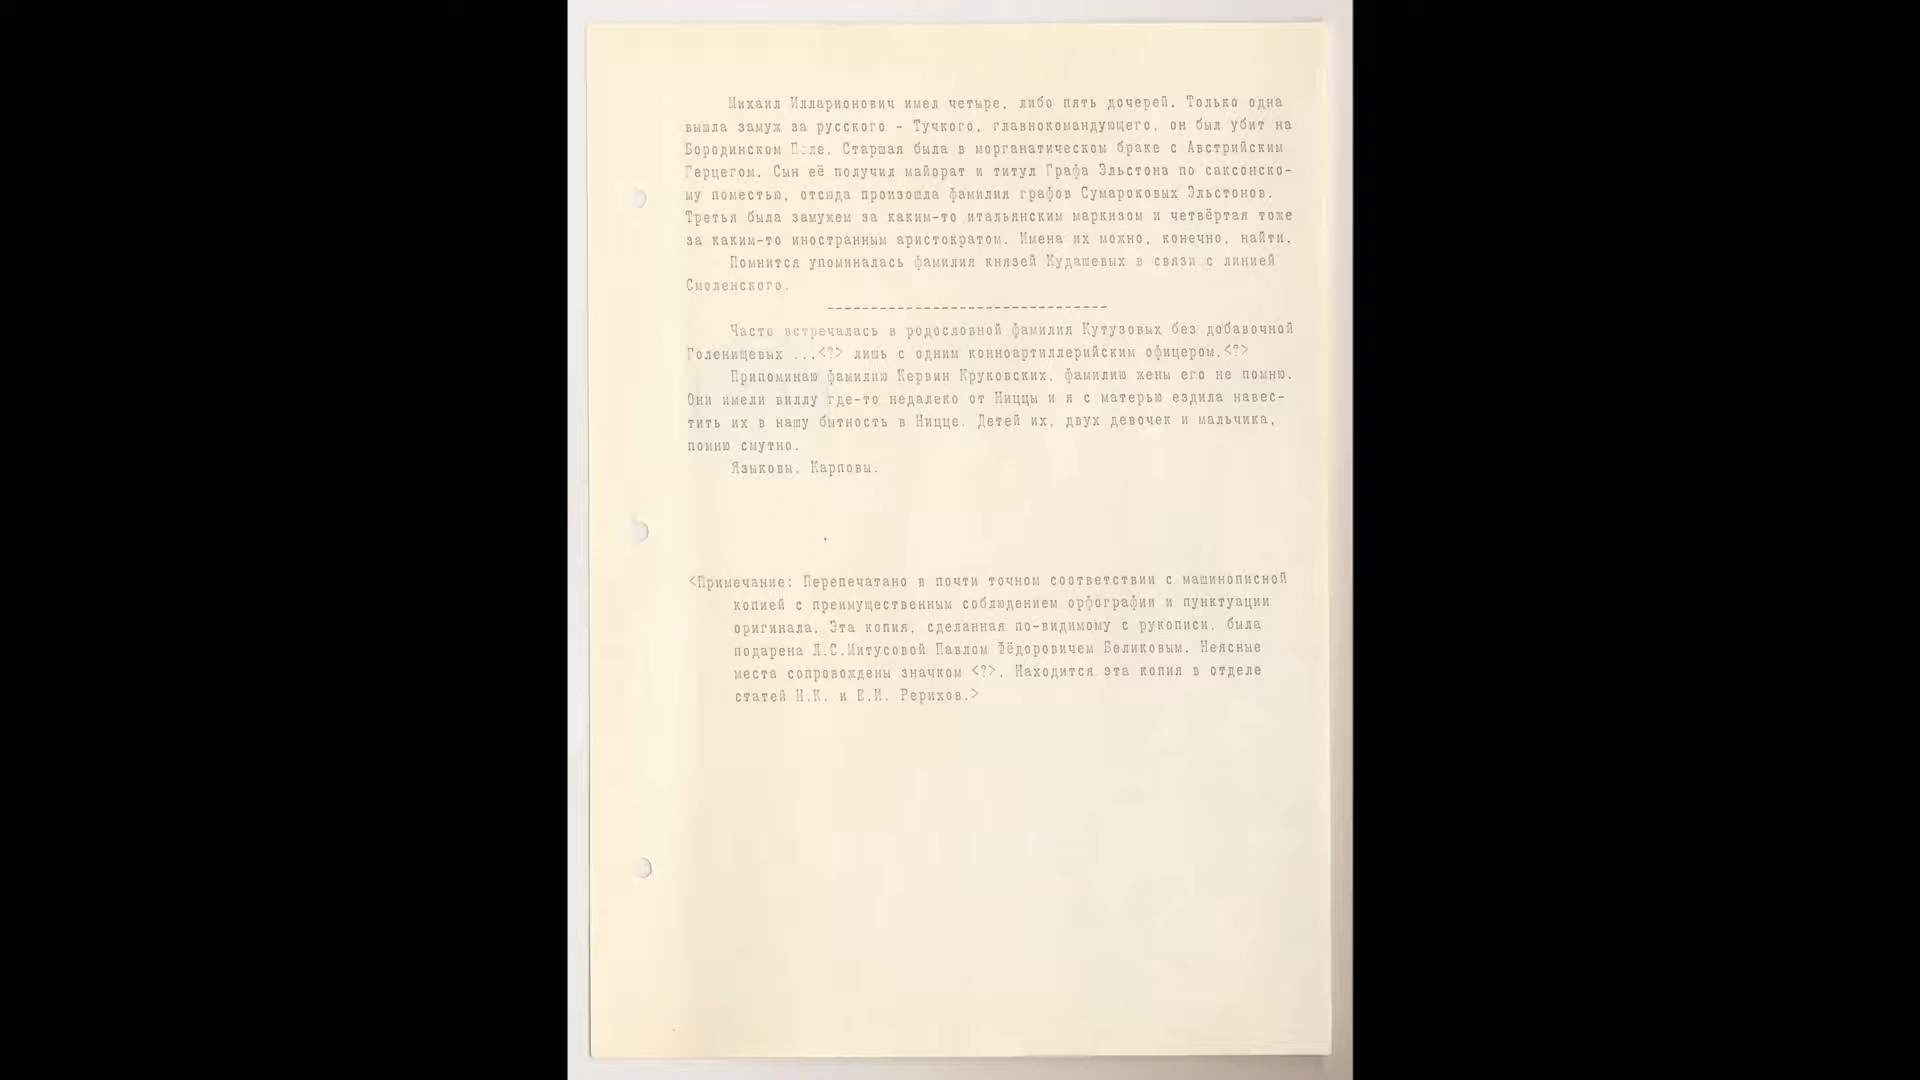 Михаил Илларионович имел четыре, либо пять дочерей. Только одна
вышла замуж за русского - Тучкого, главнокомандующего, он был убит на
Бородинском Поле. Старшая была в морганатическом браке с Австрийским
Герцегом. Сын её получил майорат и титул Графа Эльстона по саксонско-
му поместью, отсюда произошла фамилия графов Сумароковых Эльстонов.
Третья была замужем за каким-то итальянским маркизом и четвёртая тоже
за каким-то иностранным аристократом. Имена их можно, конечно, найти.
Помнится упоминалась фамилия князей Кудашевых в связи с линией
Смоленского.
--------------------------------
Часто встречалась в родословной фамилия Кутузовых без добавочной
Голенищевых ...<?> лишь с одним конноартиллерийским офицером.<?>
Припоминаю фамилию Кервин Круковских, фамилию жены его не помню.
Они имели виллу где-то недалеко от Ниццы и я с матерью ездила навес-
тить их в нашу бытность в Ницце. Детей их, двух девочек и мальчика,
помню смутно.
Языковы, Карповы.
<Примечание: Перепечатано в почти точном соответствии с машинописной
копией с преимущественным соблюдением орфографии и пунктуации
оригинала. Эта копия, сделанная по-видимому с рукописи, была
подарена Л.С.Митусовой Павлом Фёдоровичем Беликовым. Неясные
места сопровождены значком <?>. Находится эта копия в отделе
статей Н.К. и Е.И. Рерихов.>